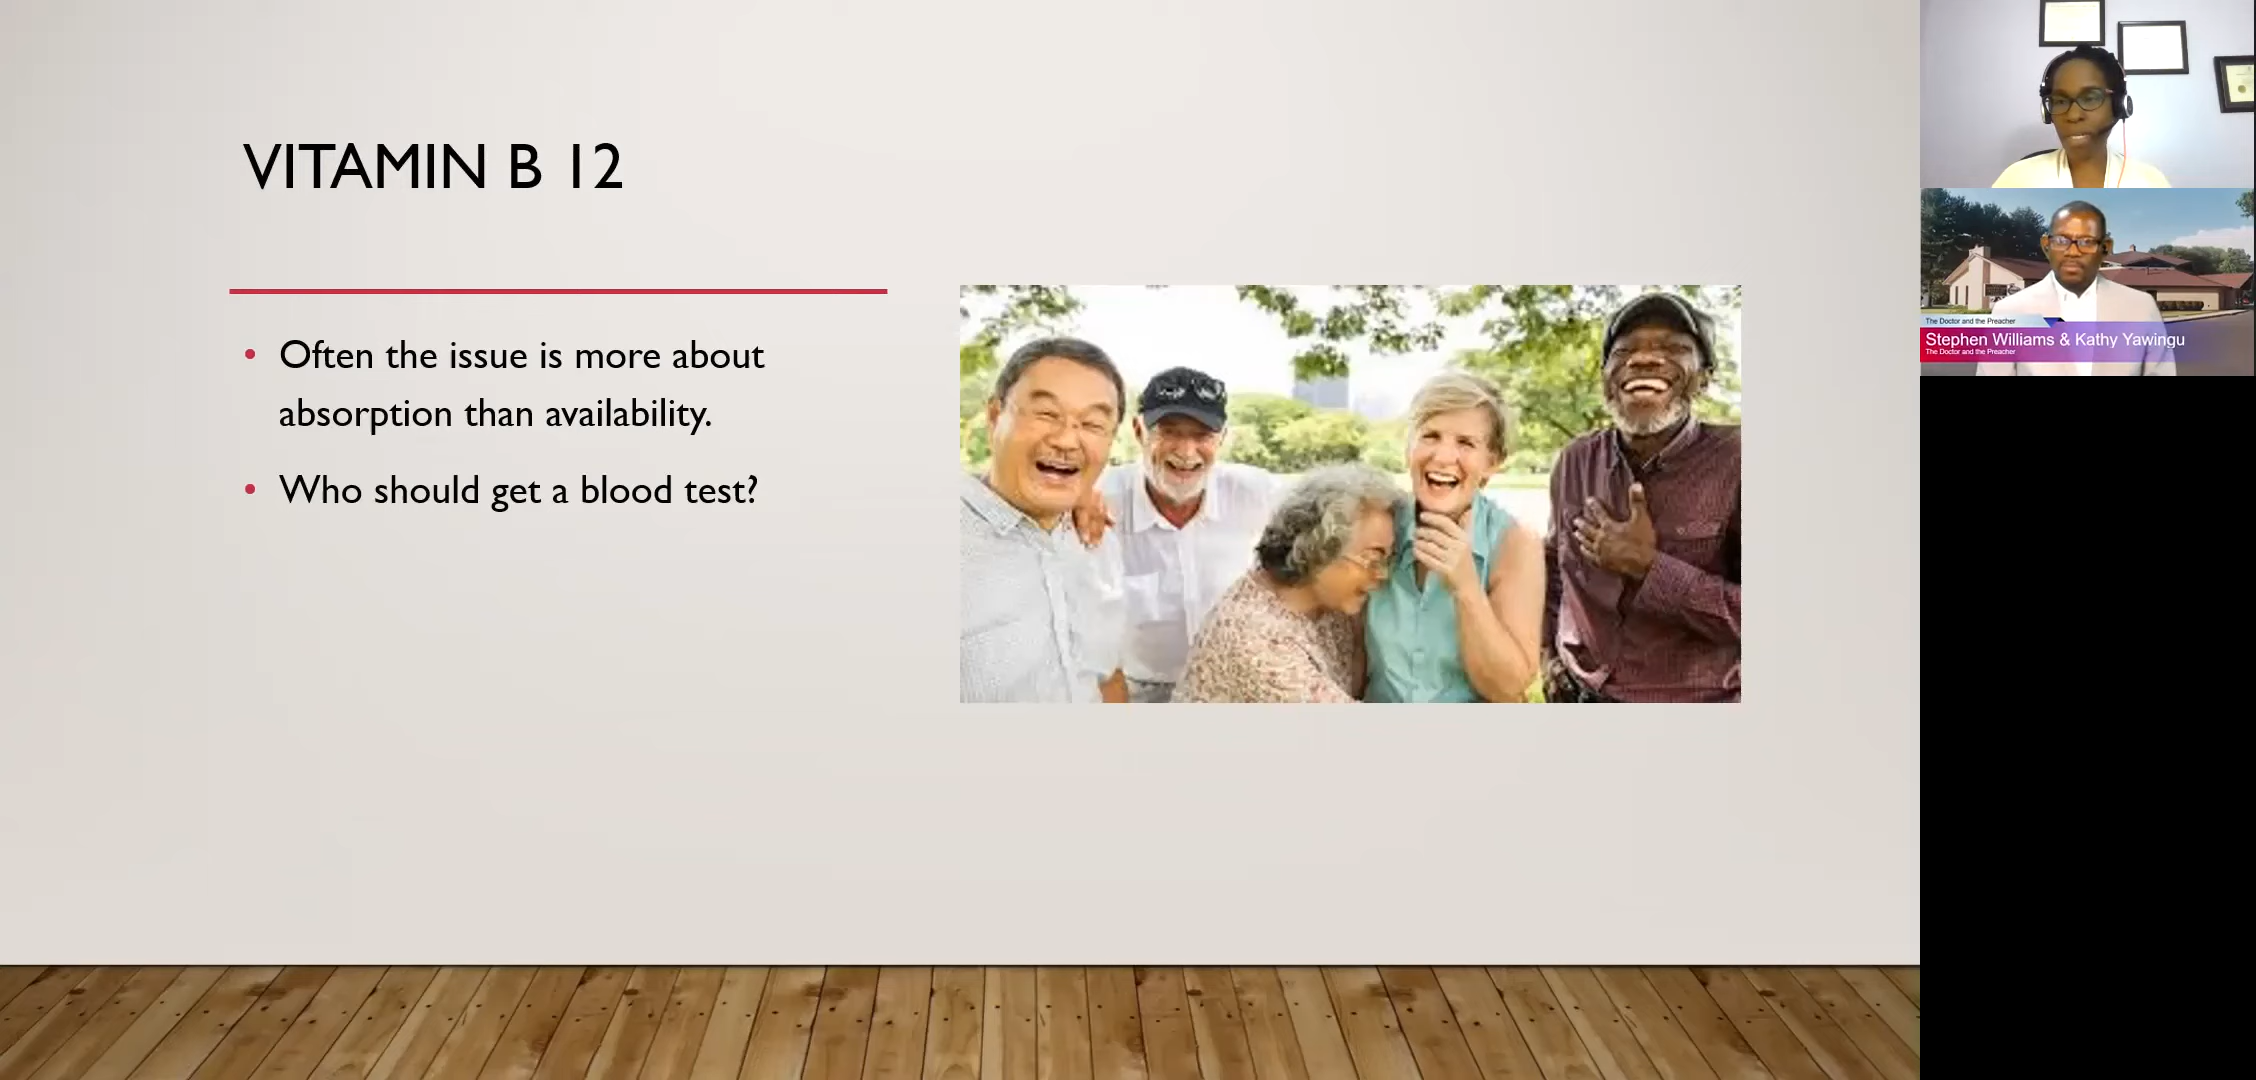 VITAMIN B 12
• Often the issue is more about
absorption than availability.
• Who should get a blood test?
The Doctor and the Preacher
Stephen Williams & Kathy Yawingu
The Doctor and the Preacher